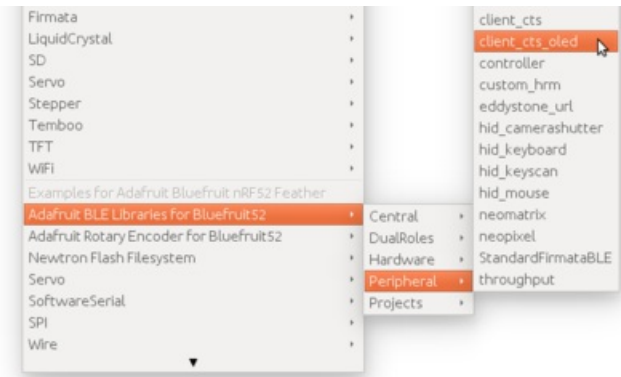 Firmata
LiquidCrystal
SD
Servo
Stepper
Temboo
TFT
WiFi
Examples for Adafruit Bluefruit nRF52 Feather
Adafruit BLE Libraries for Bluefruit52
Adafruit Rotary Encoder for Bluefruit52
Newtron Flash Filesystem
Servo
SoftwareSerial
SPI
Wire
Central
DualRoles
Hardware
Peripheral
Projects
client_cts
client_cts_oled
controller
custom_hrm
eddystone_url
hid_camerashutter
hid_keyboard
hid_keyscan
hid_mouse
neomatrix
neopixel
StandardFirmataBLE
throughput